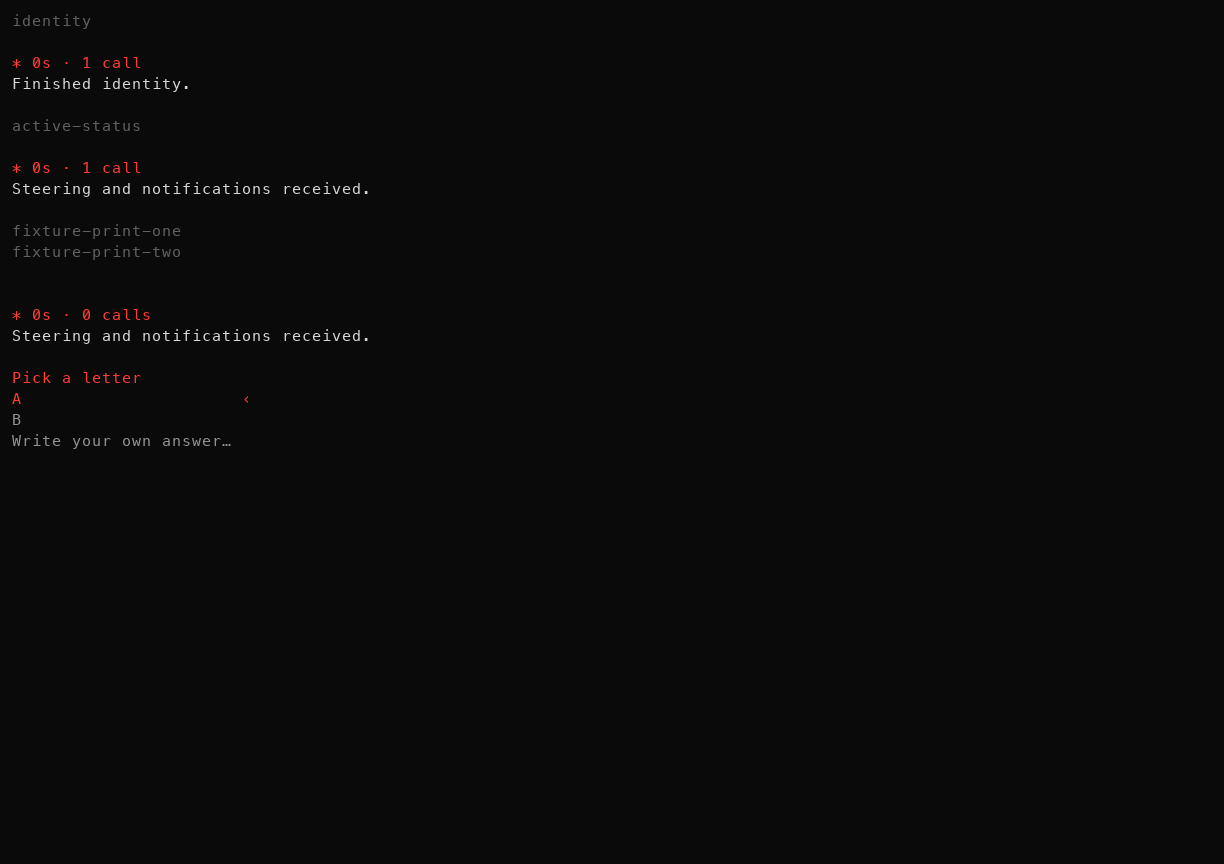 identity
* 0s · 1 call
Finished identity.
active-status
* 0s · 1 call
Steering and notifications received.
fixture-print-one
fixture-print-two
* 0s · 0 calls
Steering and notifications received.
Pick a letter
A ‹
B
Write your own answer…